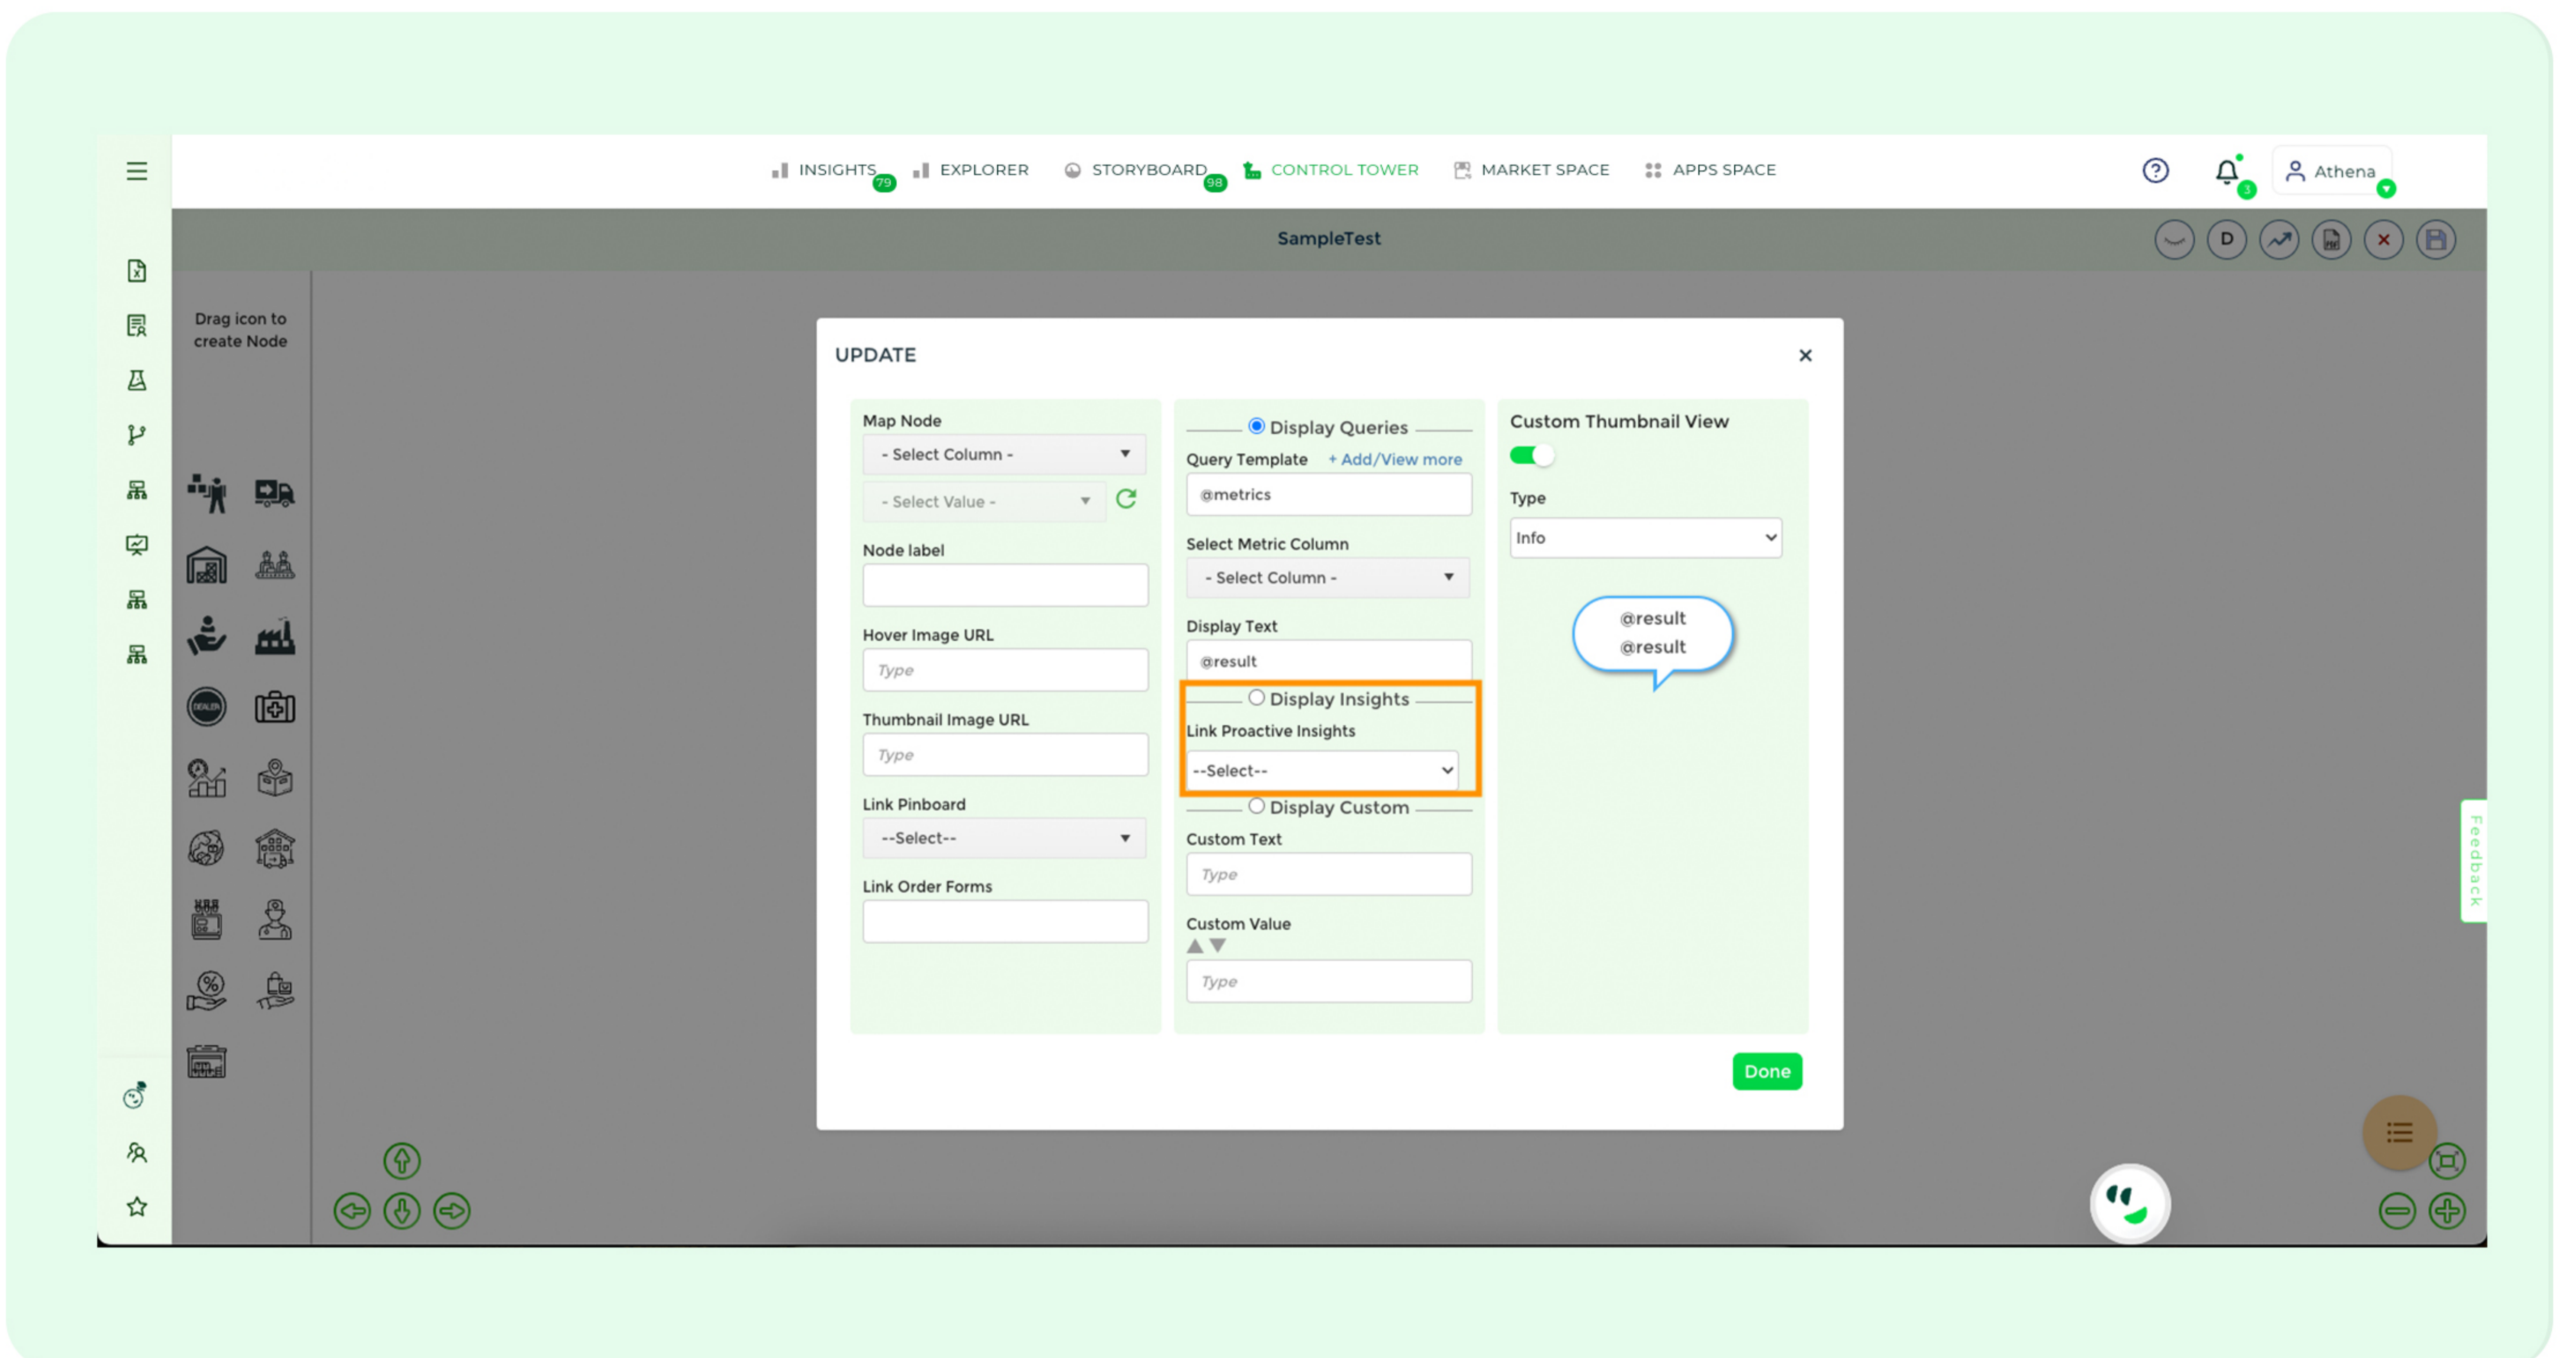 INSIGHTS 79 EXPLORER STORYBOARD 98 CONTROL TOWER MARKET SPACE APPS SPACE 3 Athena
SampleTest
D
PDF
Drag icon to
create Node
DEALER
UPDATE
Map Node
- Select Column -
- Select Value -
Node label
Hover Image URL
Type
Thumbnail Image URL
Type
Link Pinboard
--Select--
Link Order Forms
Display Queries
Query Template + Add/View more
@metrics
Select Metric Column
- Select Column -
Display Text
@result
Display Insights
Link Proactive Insights
--Select--
Display Custom
Custom Text
Type
Custom Value
Type
Custom Thumbnail View
Type
Info
@result
@result
Done
Feedback